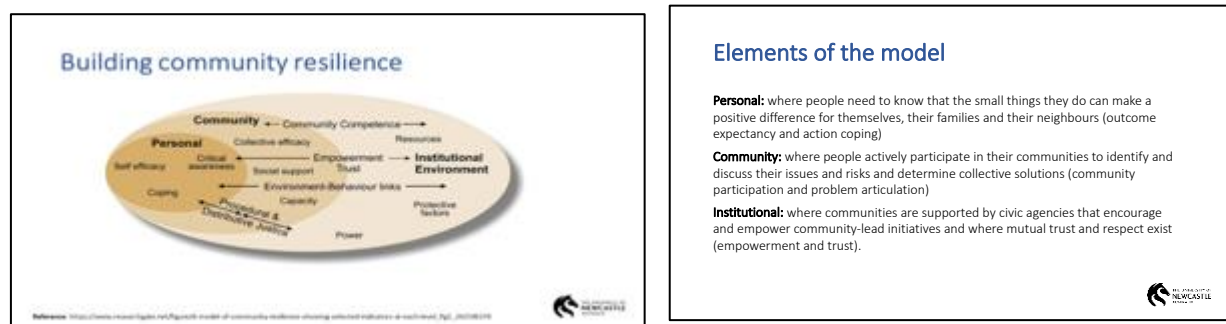 Building community resilience
Community
Community Competence
Personal
Collective efficacy
Resources
Self efficacy
Critical
awareness
Empowerment
Trust
Institutional
Environment
Social support
Environment-Behaviour links
Coping
Capacity
Procedural &
Distributive Justice
Protective
factors
Power
Reference:
NEWCASTLE
Elements of the model
Personal: where people need to know that the small things they do can make a
positive difference for themselves, their families and their neighbours (outcome
expectancy and action coping)
Community: where people actively participate in their communities to identify and
discuss their issues and risks and determine collective solutions (community
participation and problem articulation)
Institutional: where communities are supported by civic agencies that encourage
and empower community-lead initiatives and where mutual trust and respect exist
(empowerment and trust).
THE UNIVERSITY OF
NEWCASTLE
AUSTRALIA